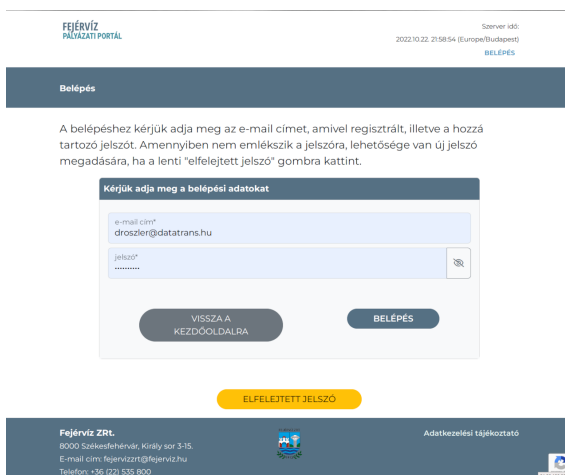 FEJÉRVÍZ
PÁLYÁZATI PORTÁL
Szerver idő:
2022.10.22. 21:58:54 (Europe/Budapest)
BELÉPÉS
Belépés
A belépéshez kérjük adja meg az e-mail címet, amivel regisztrált, illetve a hozzá
tartozó jelszót. Amennyiben nem emlékszik a jelszóra, lehetősége van új jelszó
megadására, ha a lenti "elfelejtett jelszó" gombra kattint.
Kérjük adja meg a belépési adatokat
e-mail cím*
droszler@datatrans.hu
jelszó*
••••••••••
VISSZA A
KEZDŐOLDALRA
BELÉPÉS
ELFELEJTETT JELSZÓ
Fejérvíz ZRt.
8000 Székesfehérvár, Király sor 3-15.
E-mail cím: fejervizzrt@fejerviz.hu
Telefon: +36 (22) 535 800
Adatkezelési tájékoztató